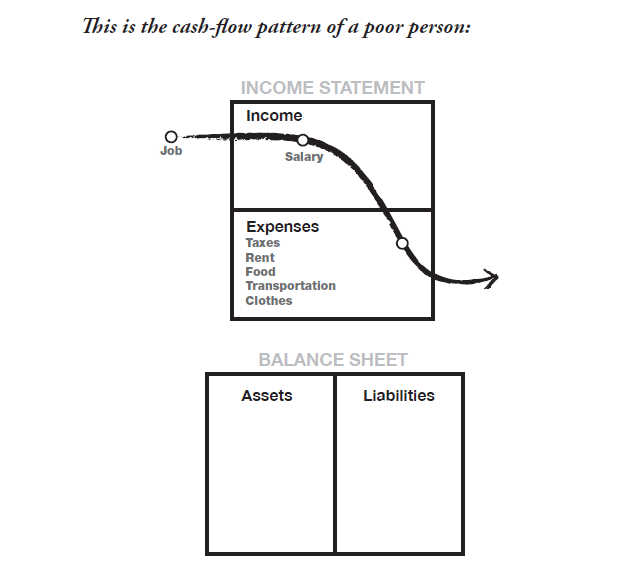 This is the cash-flow pattern of a poor person:
INCOME STATEMENT
Income
Job
Salary
Expenses
Taxes
Rent
Food
Transportation
Clothes
BALANCE SHEET
Assets
Liabilities